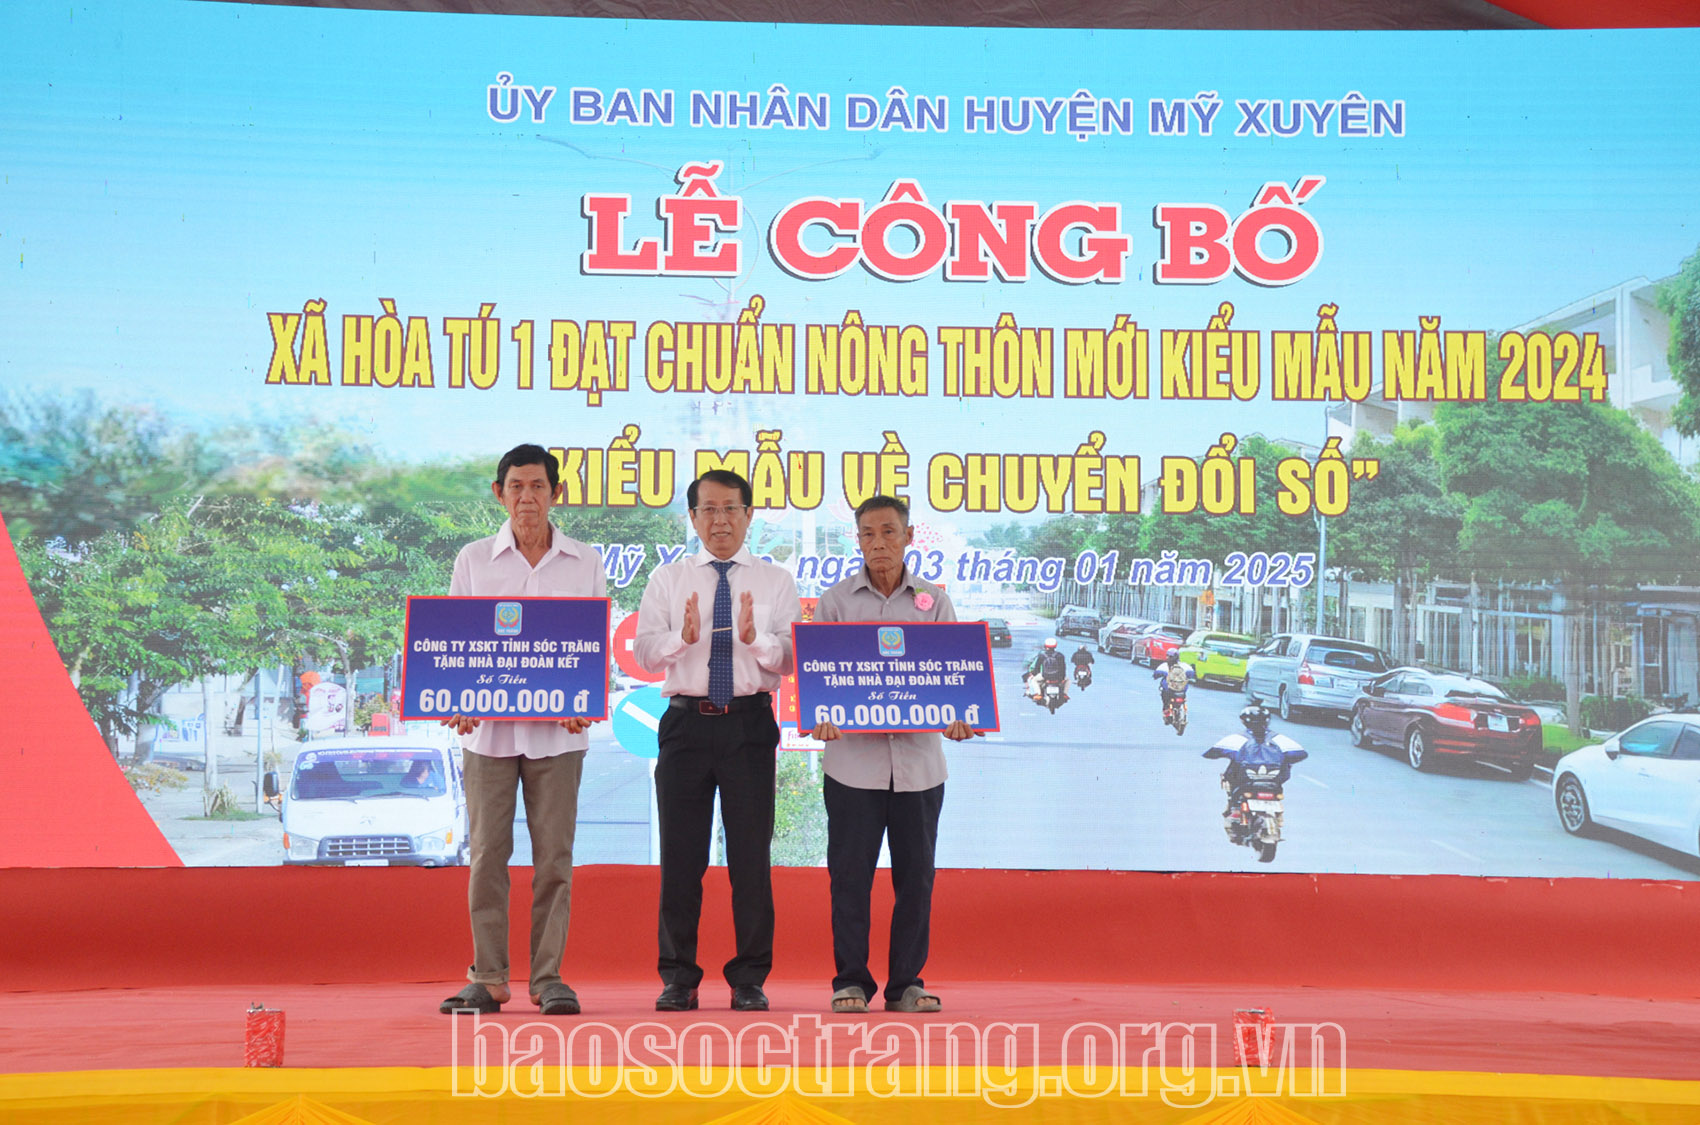 ỦY BAN NHÂN DÂN HUYỆN MỸ XUYÊN
LỄ CÔNG BỐ
XÃ HÒA TÚ 1 ĐẠT CHUẨN NÔNG THÔN MỚI KIỂU MẪU NĂM 2024
KIỂU MẪU VỀ CHUYỂN ĐỔI SỐ”
Mỹ ngày 03 tháng 01 năm 2025
CÔNG TY XSKT TỈNH SÓC TRĂNG
TẶNG NHÀ ĐẠI ĐOÀN KẾT
Số Tiền
60.000.000 đ
CÔNG TY XSKT TỈNH SÓC TRĂNG
TẶNG NHÀ ĐẠI ĐOÀN KẾT
Số Tiền
60.000.000 đ
baosoctrang.org.vn